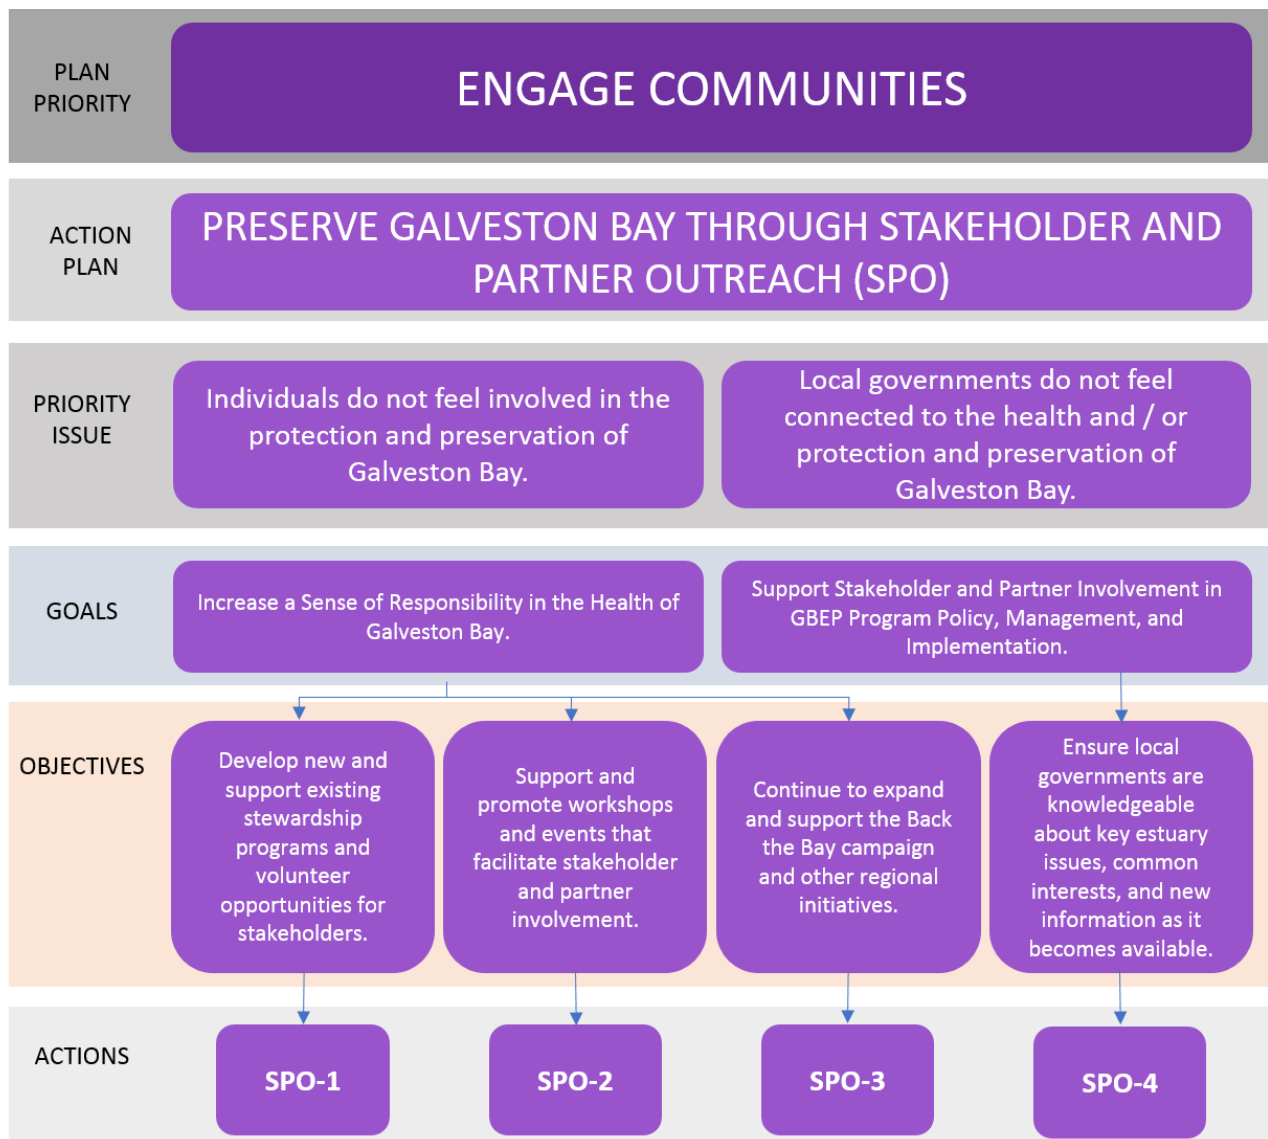 PLAN
PRIORITY
ENGAGE COMMUNITIES
ACTION
PLAN
PRESERVE GALVESTON BAY THROUGH STAKEHOLDER AND
PARTNER OUTREACH (SPO)
PRIORITY
ISSUE
Individuals do not feel involved in the
protection and preservation of
Galveston Bay.
Local governments do not feel
connected to the health and / or
protection and preservation of
Galveston Bay.
GOALS
Increase a Sense of Responsibility in the Health of
Galveston Bay.
Support Stakeholder and Partner Involvement in
GBEP Program Policy, Management, and
Implementation.
OBJECTIVES
Develop new and
support existing
stewardship
programs and
volunteer
opportunities for
stakeholders.
Support and
promote workshops
and events that
facilitate stakeholder
and partner
involvement.
Continue to expand
and support the Back
the Bay campaign
and other regional
initiatives.
Ensure local
governments are
knowledgeable
about key estuary
issues, common
interests, and new
information as it
becomes available.
ACTIONS
SPO-1
SPO-2
SPO-3
SPO-4